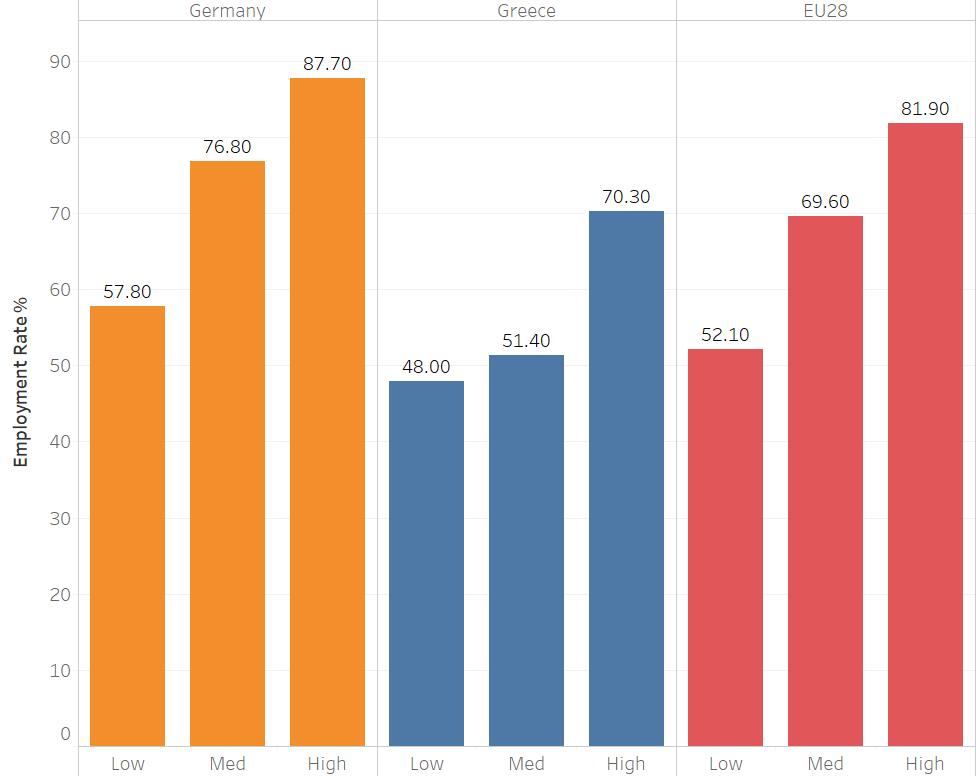 Germany
Greece
EU28
Employment Rate %
90
80
70
60
50
40
30
20
10
0
57.80
76.80
87.70
48.00
51.40
70.30
52.10
69.60
81.90
Low
Med
High
Low
Med
High
Low
Med
High